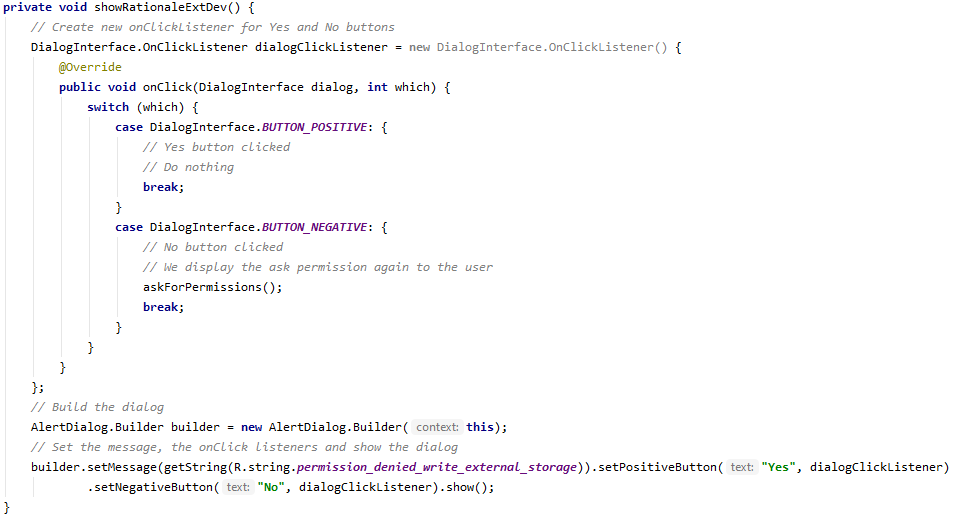 private void showRationaleExtDev() {
    // Create new onClickListener for Yes and No buttons
    DialogInterface.OnClickListener dialogClickListener = new DialogInterface.OnClickListener() {
        @Override
        public void onClick(DialogInterface dialog, int which) {
            switch (which) {
                case DialogInterface.BUTTON_POSITIVE: {
                    // Yes button clicked
                    // Do nothing
                    break;
                }
                case DialogInterface.BUTTON_NEGATIVE: {
                    // No button clicked
                    // We display the ask permission again to the user
                    askForPermissions();
                    break;
                }
            }
        }
    };
    // Build the dialog
    AlertDialog.Builder builder = new AlertDialog.Builder( context: this);
    // Set the message, the onClick listeners and show the dialog
    builder.setMessage(getString(R.string.permission_denied_write_external_storage)).setPositiveButton( text: "Yes", dialogClickListener)
            .setNegativeButton( text: "No", dialogClickListener).show();
}